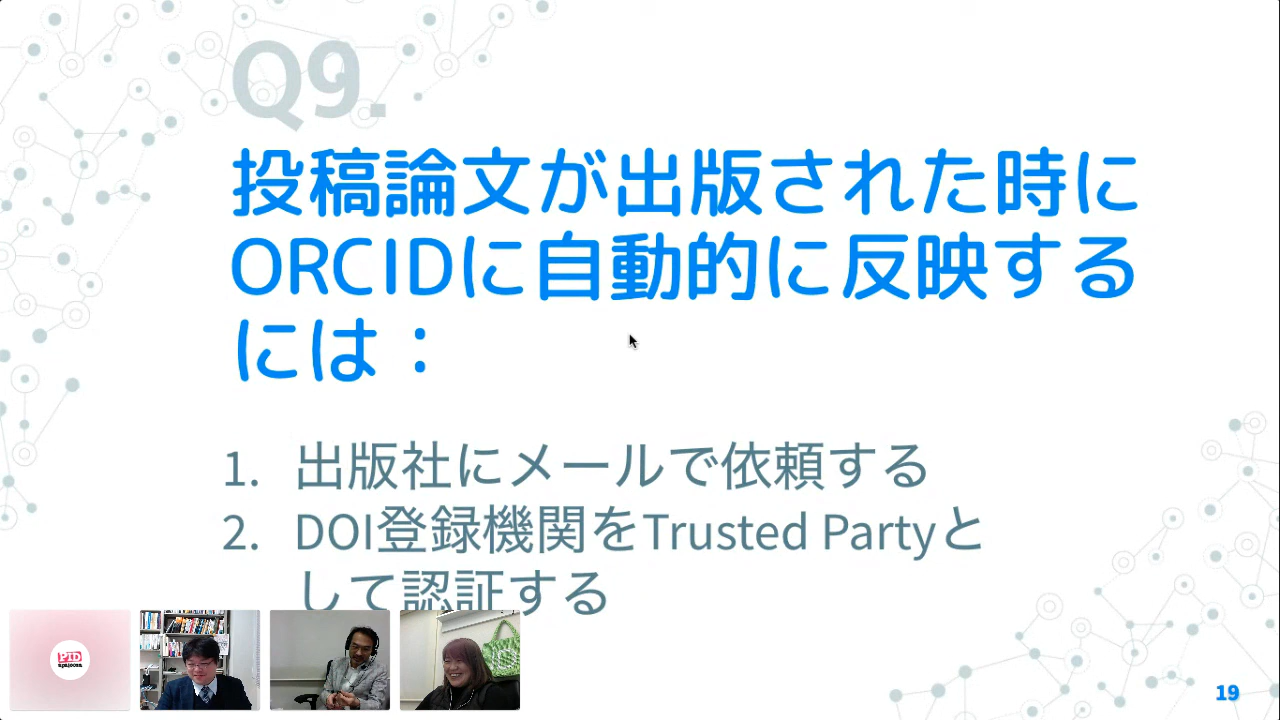 Q9.
投稿論文が出版された時に
ORCIDに自動的に反映する
には：
1. 出版社にメールで依頼する
2. DOI登録機関をTrusted Partyと
して認証する
PID
apalooza
19